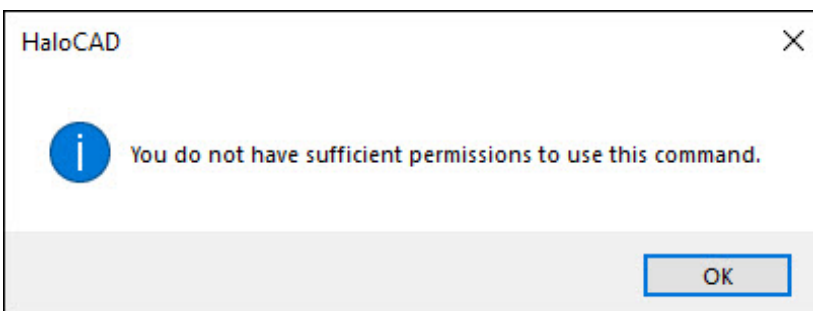 HaloCAD
You do not have sufficient permissions to use this command.
OK